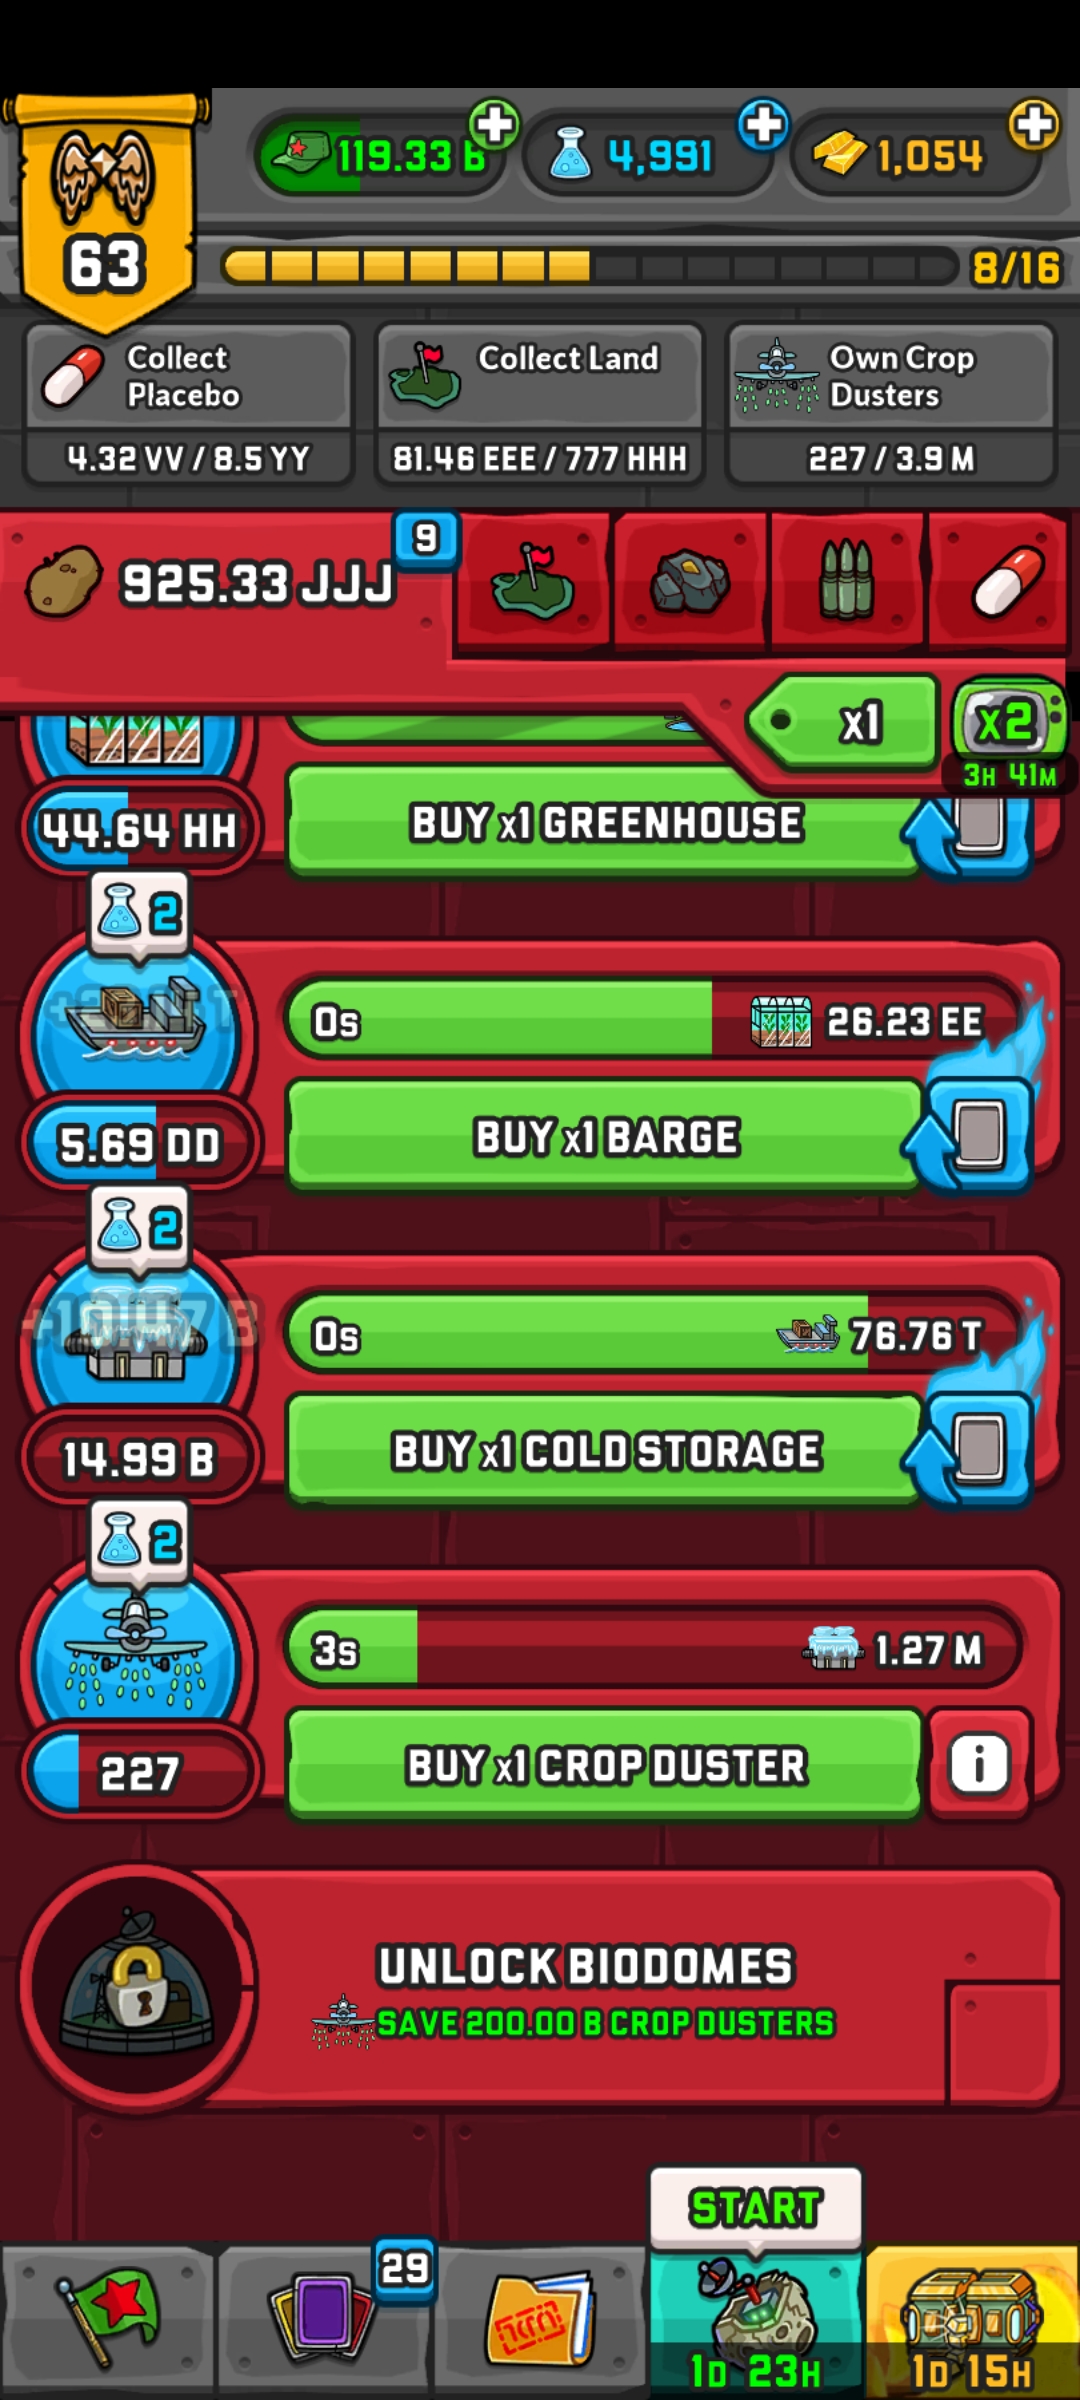 63
119.33 B
4,991
1,054
8/16
Collect Placebo
4.32 VV / 8.5 YY
Collect Land
81.46 EEE / 777 HHH
Own Crop Dusters
227 / 3.9 M
925.33 JJJ
9
x1
x2
3H 41M
44.64 HH
BUY x1 GREENHOUSE
2
0s
26.23 EE
5.69 DD
BUY x1 BARGE
2
0s
76.76 T
14.99 B
BUY x1 COLD STORAGE
2
3s
1.27 M
227
BUY x1 CROP DUSTER
i
UNLOCK BIODOMES
SAVE 200.00 B CROP DUSTERS
START
29
1D 23H
1D 15H